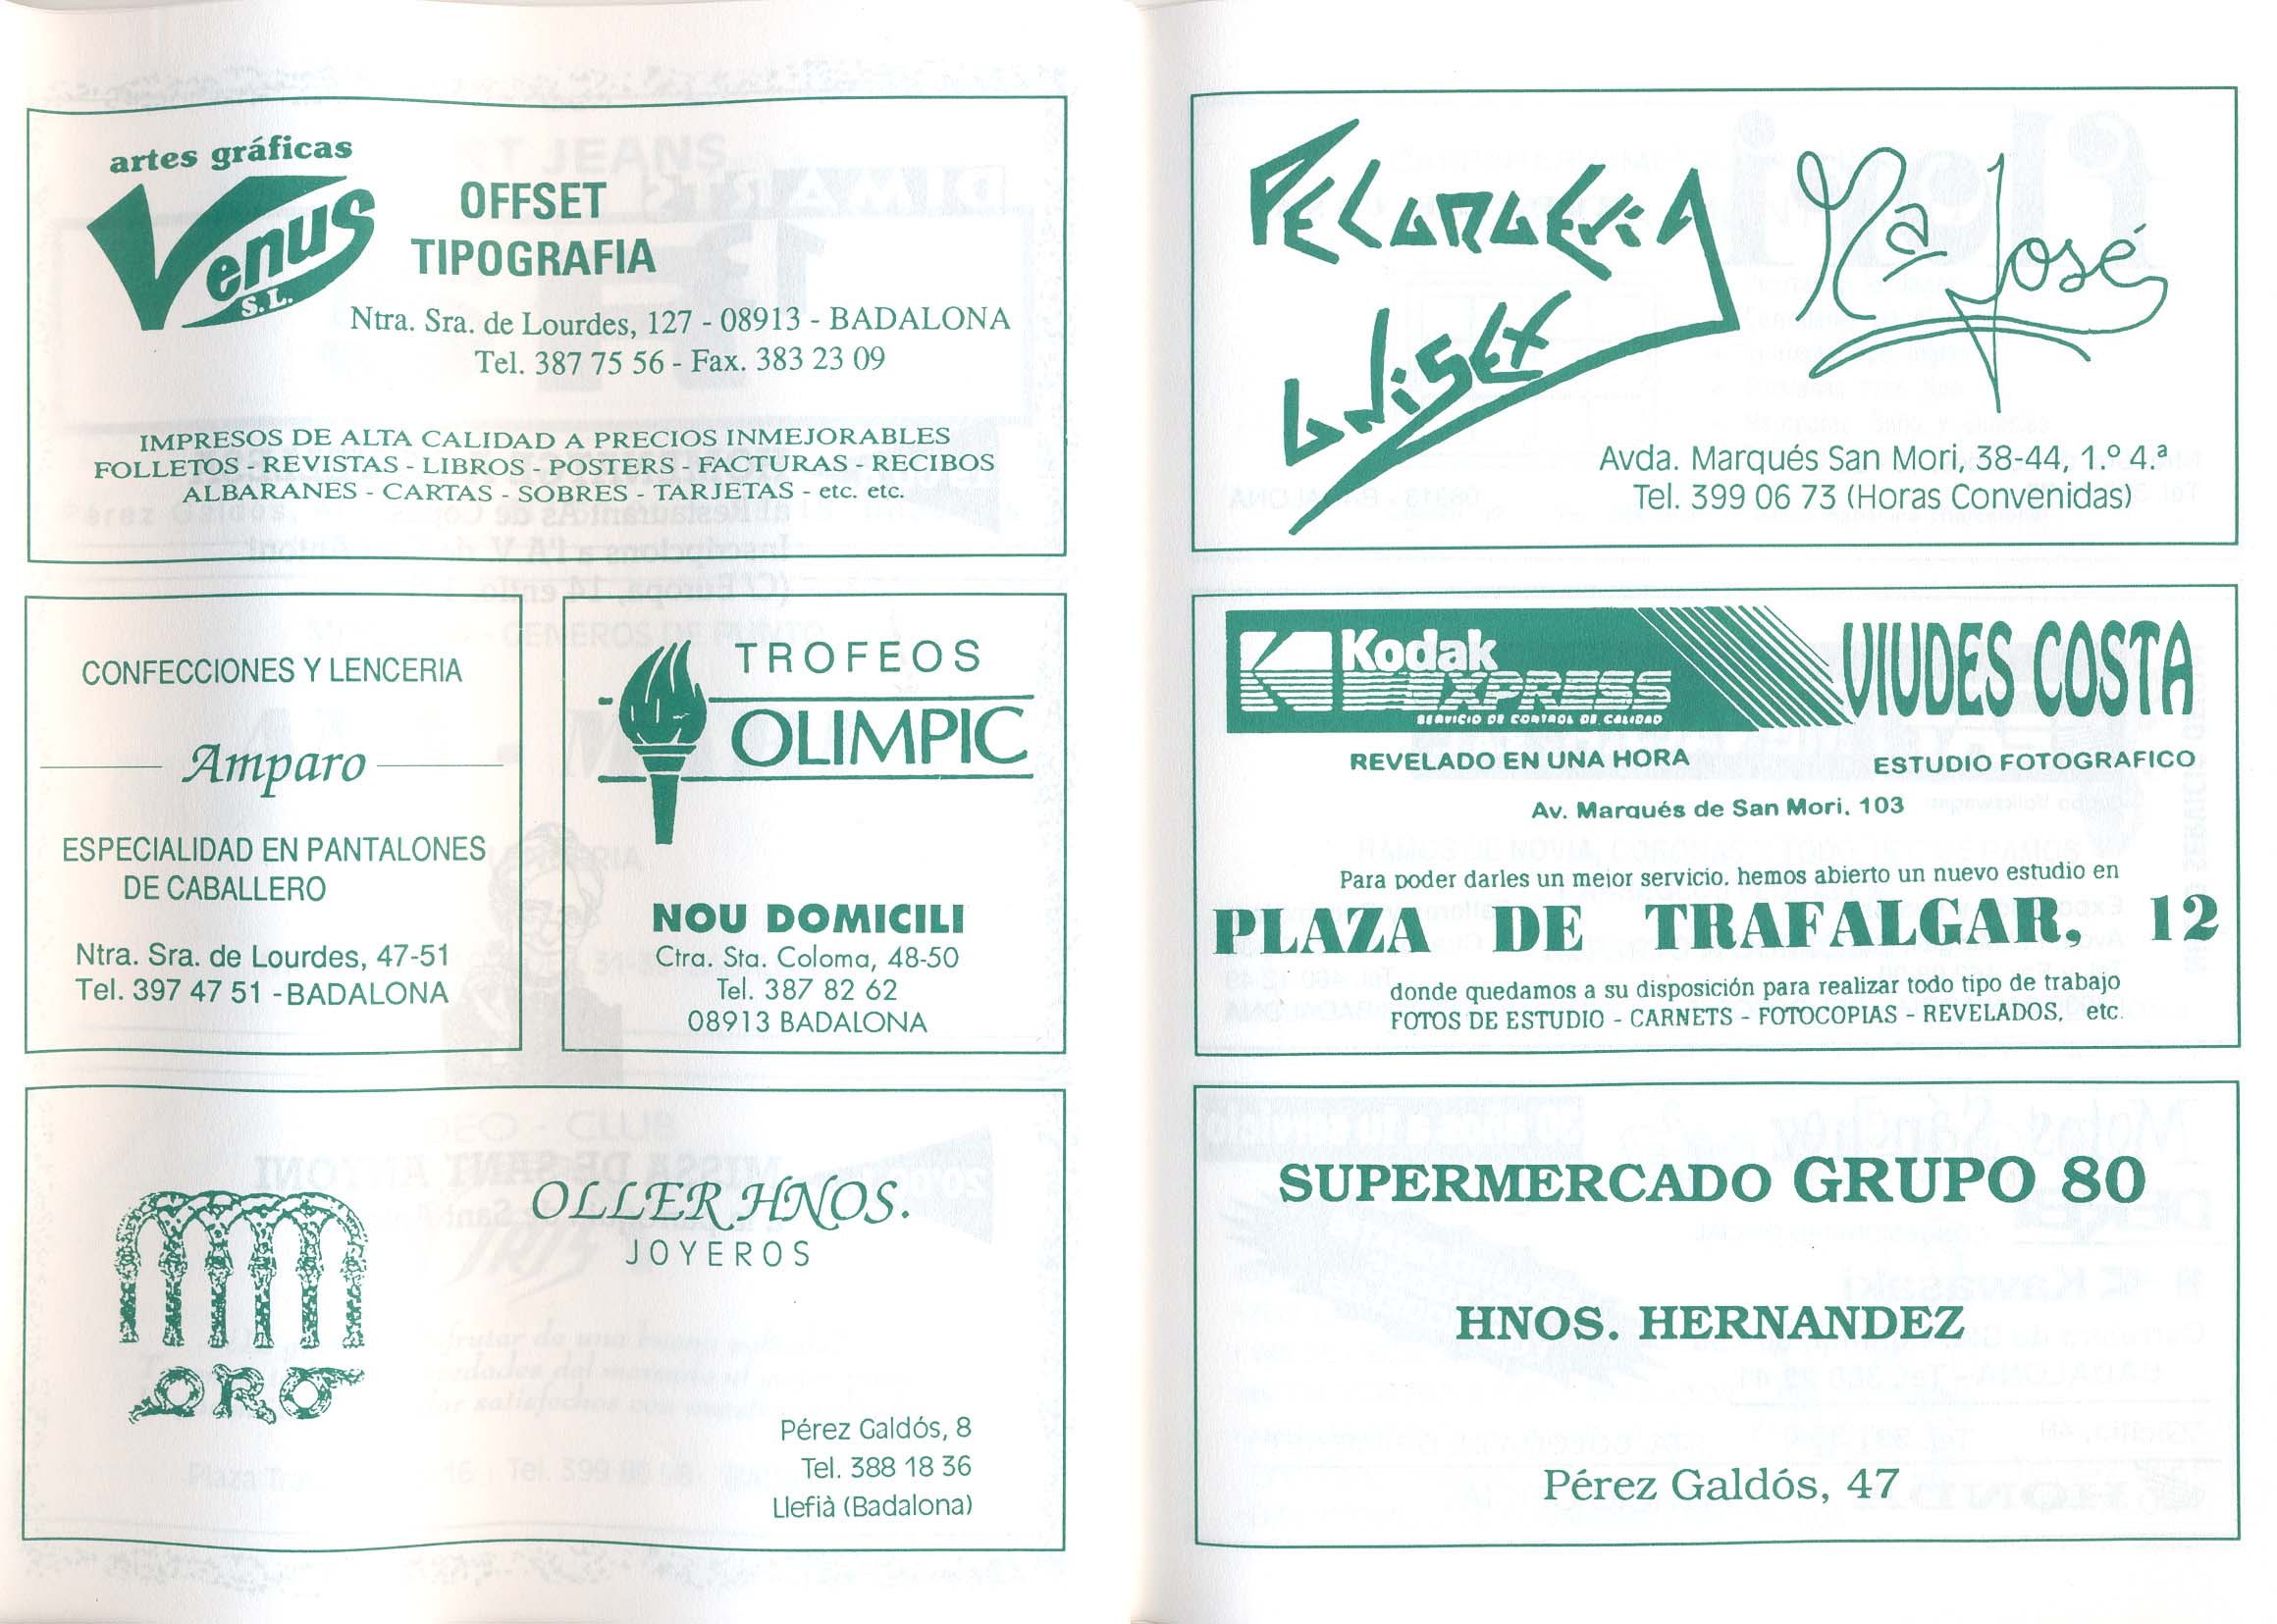 artes gráficas
Venus
S.L.
OFFSET
TIPOGRAFIA
Ntra. Sra. de Lourdes, 127 - 08913 - BADALONA
Tel. 387 75 56 - Fax. 383 23 09
IMPRESOS DE ALTA CALIDAD A PRECIOS INMEJORABLES
FOLLETOS - REVISTAS - LIBROS - POSTERS - FACTURAS - RECIBOS
ALBARANES - CARTAS - SOBRES - TARJETAS - etc. etc.
CONFECCIONES Y LENCERIA
Amparo
ESPECIALIDAD EN PANTALONES
DE CABALLERO
Ntra. Sra. de Lourdes, 47-51
Tel. 397 47 51 - BADALONA
TROFEOS
OLIMPIC
NOU DOMICILI
Ctra. Sta. Coloma, 48-50
Tel. 387 82 62
08913 BADALONA
OLLER HNOS.
JOYEROS
ORO
Pérez Galdós, 8
Tel. 388 18 36
Llefià (Badalona)
PELUQUERIA
UNISEX
Mª José
Avda. Marqués San Mori, 38-44, 1.º 4.ª
Tel. 399 06 73 (Horas Convenidas)
Kodak
EXPRESS
SERVICIO DE CONTROL DE CALIDAD
VIUDES COSTA
REVELADO EN UNA HORA
ESTUDIO FOTOGRAFICO
Av. Marqués de San Mori, 103
Para poder darles un mejor servicio, hemos abierto un nuevo estudio en
PLAZA DE TRAFALGAR, 12
donde quedamos a su disposición para realizar todo tipo de trabajo
FOTOS DE ESTUDIO - CARNETS - FOTOCOPIAS - REVELADOS, etc.
SUPERMERCADO GRUPO 80
HNOS. HERNANDEZ
Pérez Galdós, 47